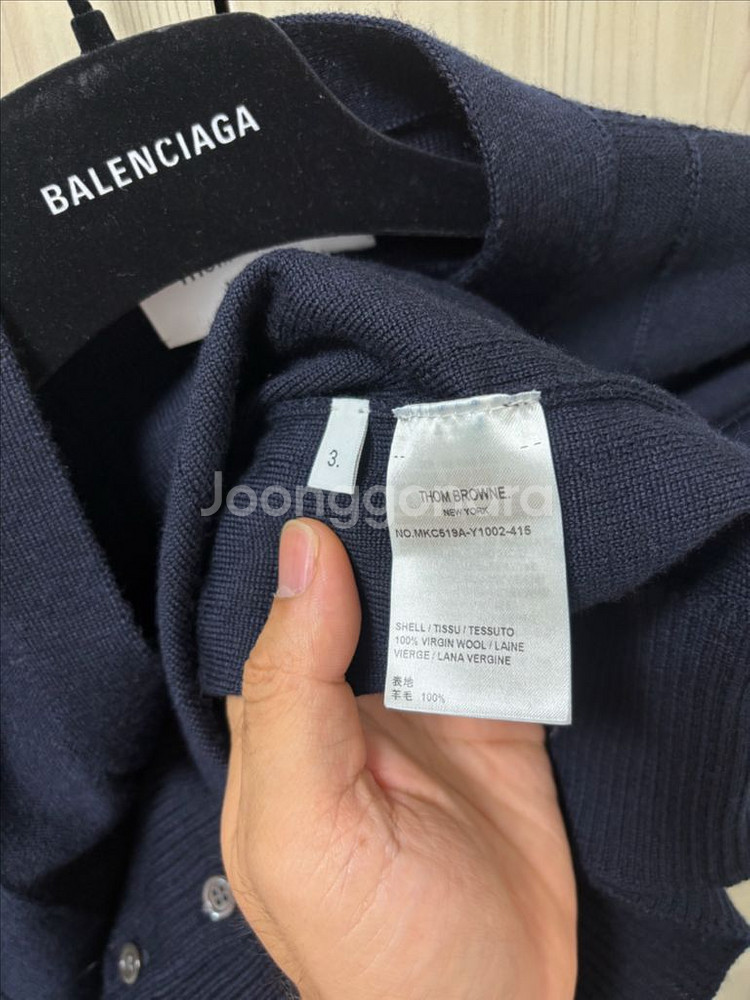 BALENCIAGA
3.
Joonggonara
THOM BROWNE.
NEW YORK
NO.MKC519A-Y1002-415
SHELL / TISSU / TESSUTO
100% VIRGIN WOOL / LAINE
VIERGE / LANA VERGINE
表地
羊毛 100%